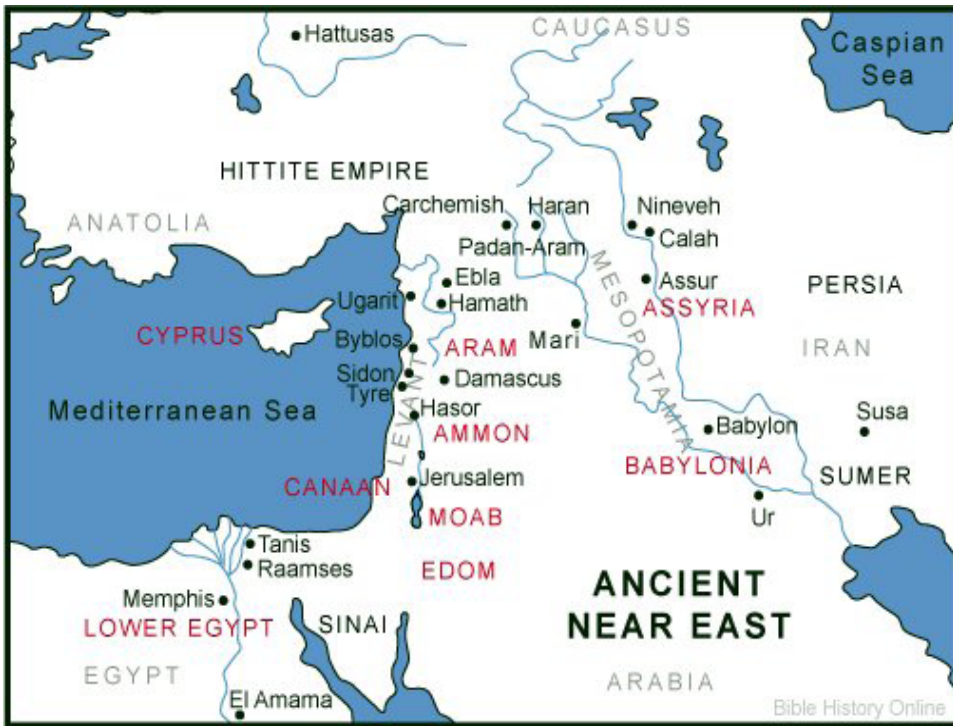 CAUCASUS
Hattusas
Caspian
Sea
HITTITE EMPIRE
ANATOLIA
Carchemish
Haran
Padan-Aram
Nineveh
Calah
MESOPOTAMIA
Ebla
Assur
PERSIA
Ugarit
Hamath
ASSYRIA
CYPRUS
Byblos
ARAM
Mari
IRAN
Sidon
Tyre
Damascus
LEVANT
Mediterranean Sea
Hasor
AMMON
Babylon
Susa
BABYLONIA
SUMER
CANAAN
Jerusalem
MOAB
Ur
Tanis
Raamses
EDOM
Memphis
LOWER EGYPT
SINAI
ANCIENT
NEAR EAST
EGYPT
ARABIA
El Amama
Bible History Online